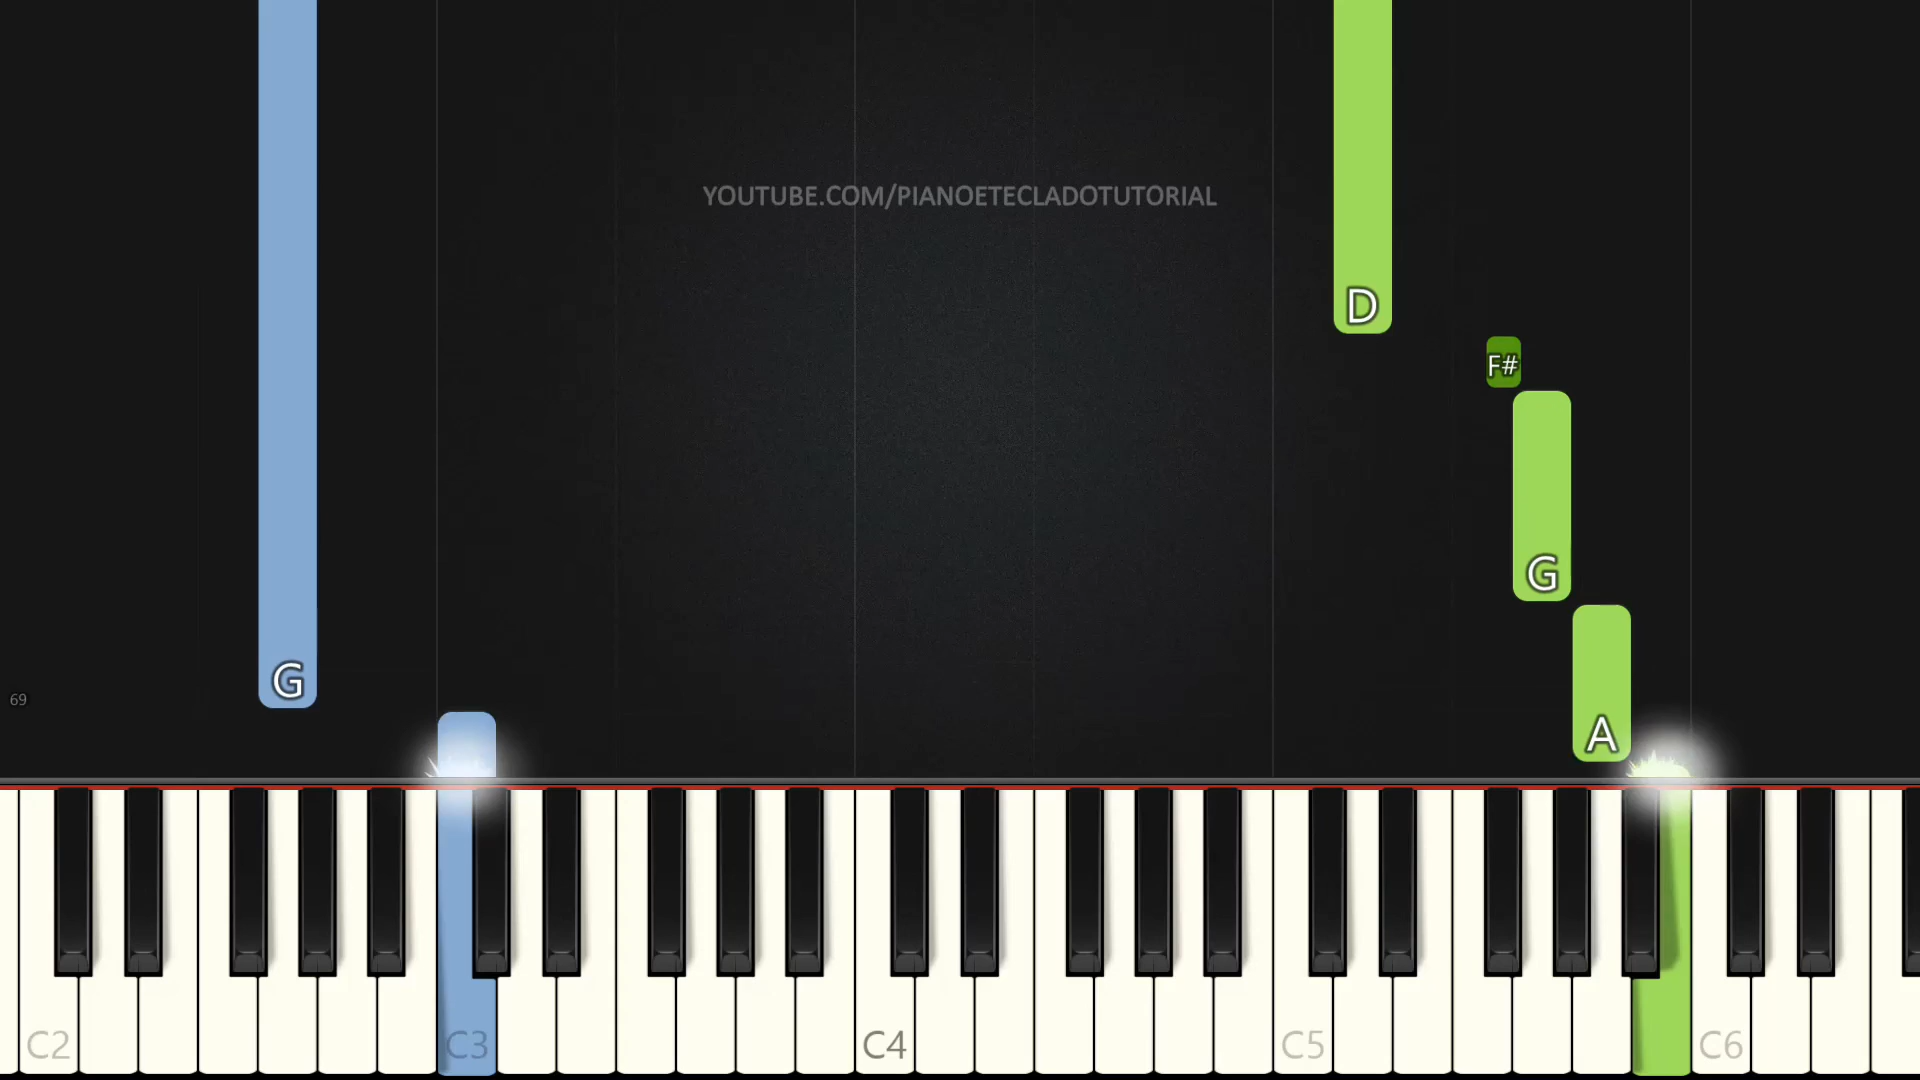 YOUTUBE.COM/PIANOETECLADOTUTORIAL
D
F#
G
G
69
A
C2
C3
C4
C5
C6